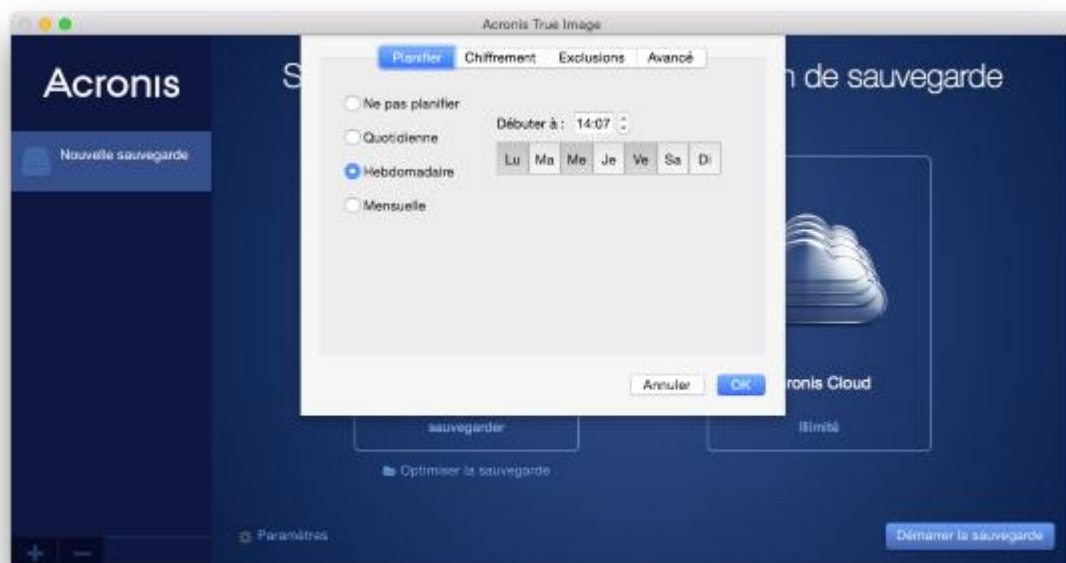 Acronis True Image
Acronis
Nouvelle sauvegarde
S
n de sauvegarde
Planifier Chiffrement Exclusions Avancé
Ne pas planifier
Quotidienne
Hebdomadaire
Mensuelle
Débuter à : 14:07
Lu Ma Me Je Ve Sa Di
Annuler OK
ronis Cloud
sauvegarder
Illimité
Optimiser la sauvegarde
Paramètres
Démarrer la sauvegarde